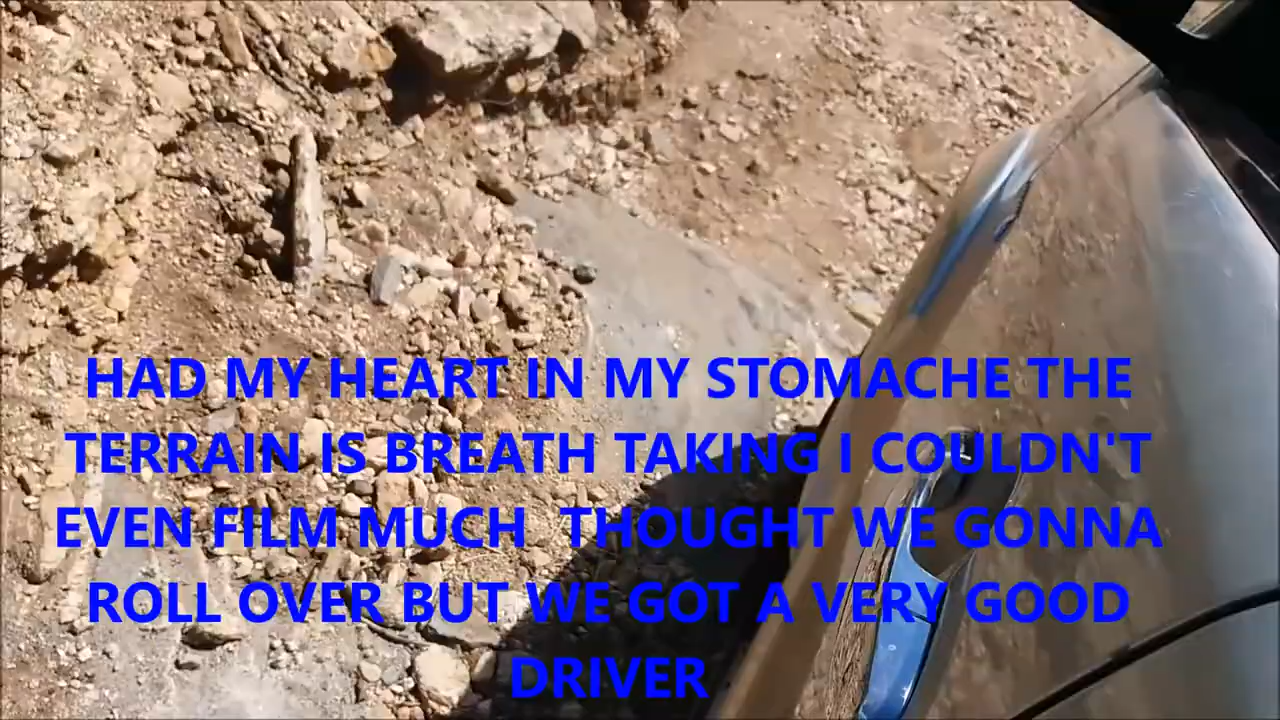 HAD MY HEART IN MY STOMACHE THE
TERRAIN IS BREATH TAKING I COULDN'T
EVEN FILM MUCH  THOUGHT WE GONNA
ROLL OVER BUT WE GOT A VERY GOOD
DRIVER